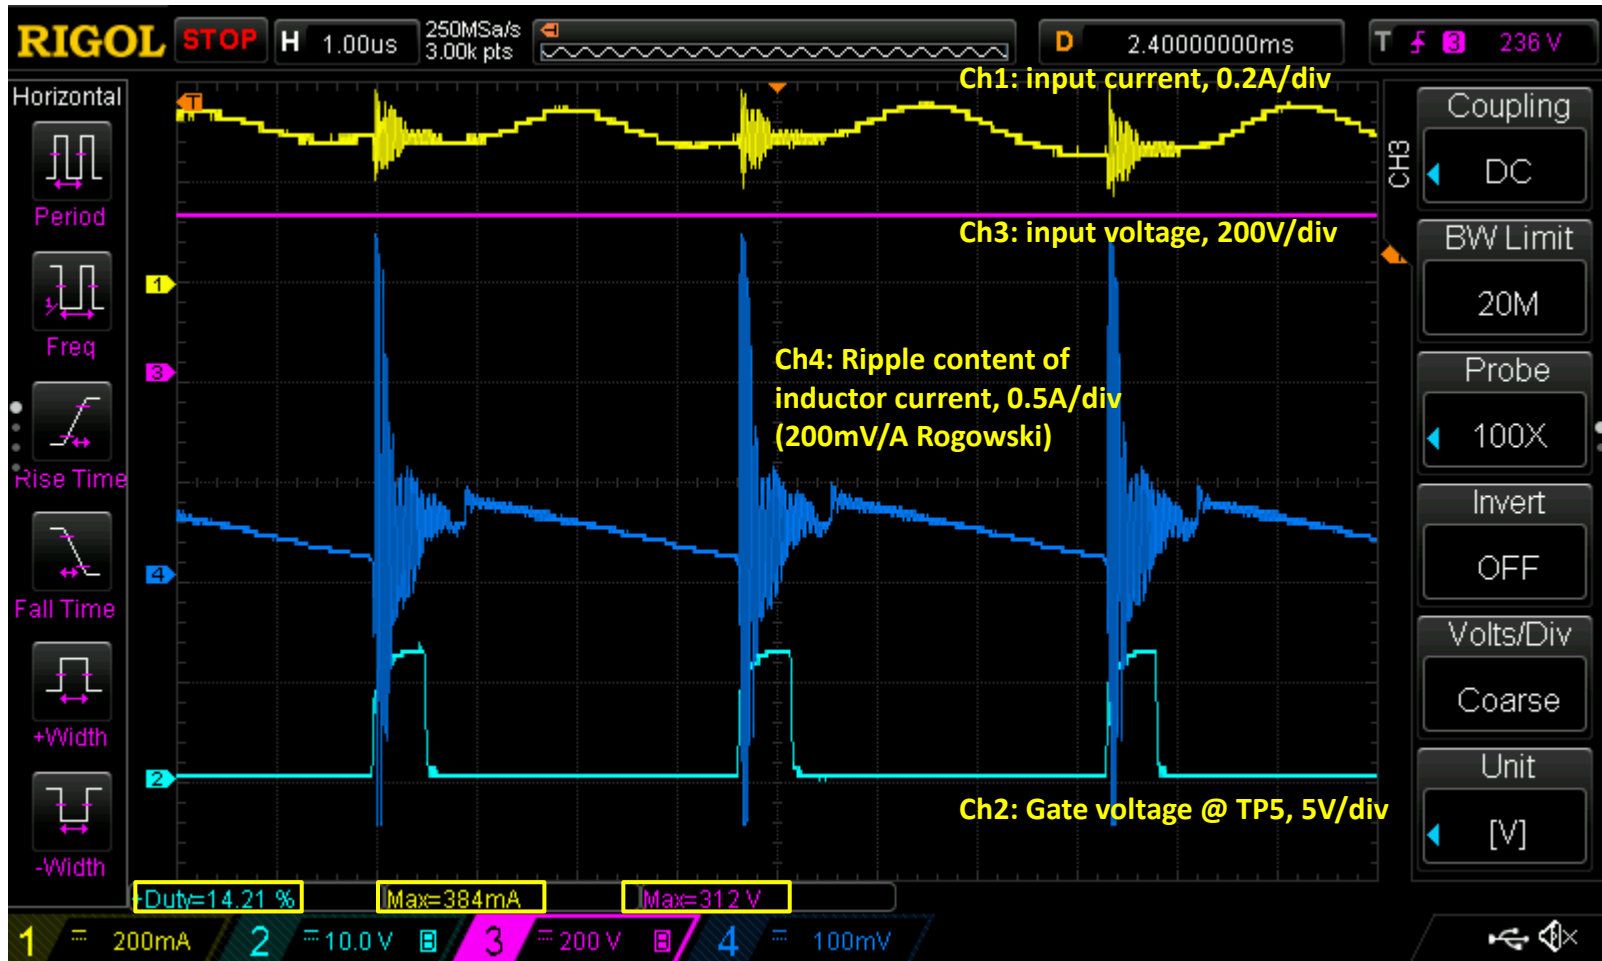 RIGOL STOP H 1.00us 250MSa/s D 2.40000000ms T 3 236 V
3.00k pts
Ch1: input current, 0.2A/div
Horizontal
Period
Freq
Rise Time
Fall Time
+Width
-Width
T
1
3
4
2
Ch3: input voltage, 200V/div
Ch4: Ripple content of
inductor current, 0.5A/div
(200mV/A Rogowski)
Ch2: Gate voltage @ TP5, 5V/div
CH3
Coupling
DC
BW Limit
20M
Probe
100X
Invert
OFF
Volts/Div
Coarse
Unit
[V]
+Duty=14.21 % Max=384mA Max=312 V
1 200mA 2 10.0 V B 3 200 V B 4 100mV